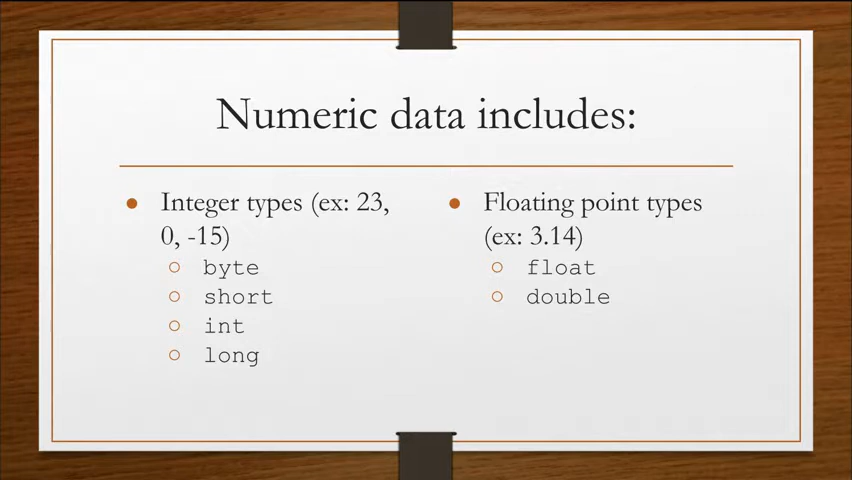 Numeric data includes:
● Integer types (ex: 23,
0, -15)
○ byte
○ short
○ int
○ long
● Floating point types
(ex: 3.14)
○ float
○ double